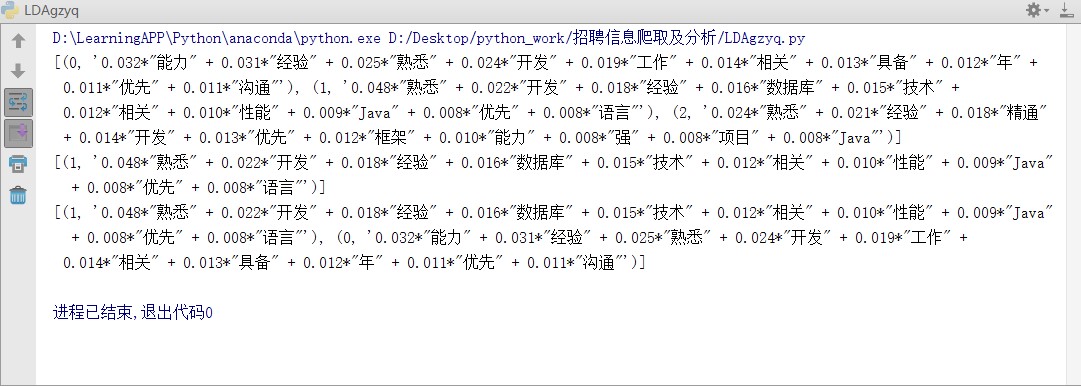 LDAgzyq
D:\LearningAPP\Python\anaconda\python.exe D:/Desktop/python_work/招聘信息爬取及分析/LDAgzyq.py
[(0, '0.032*"能力" + 0.031*"经验" + 0.025*"熟悉" + 0.024*"开发" + 0.019*"工作" + 0.014*"相关" + 0.013*"具备" + 0.012*"年" +
0.011*"优先" + 0.011*"沟通"'), (1, '0.048*"熟悉" + 0.022*"开发" + 0.018*"经验" + 0.016*"数据库" + 0.015*"技术" +
0.012*"相关" + 0.010*"性能" + 0.009*"Java" + 0.008*"优先" + 0.008*"语言"'), (2, '0.024*"熟悉" + 0.021*"经验" + 0.018*"精通"
+ 0.014*"开发" + 0.013*"优先" + 0.012*"框架" + 0.010*"能力" + 0.008*"强" + 0.008*"项目" + 0.008*"Java"')]
[(1, '0.048*"熟悉" + 0.022*"开发" + 0.018*"经验" + 0.016*"数据库" + 0.015*"技术" + 0.012*"相关" + 0.010*"性能" + 0.009*"Java"
+ 0.008*"优先" + 0.008*"语言"')]
[(1, '0.048*"熟悉" + 0.022*"开发" + 0.018*"经验" + 0.016*"数据库" + 0.015*"技术" + 0.012*"相关" + 0.010*"性能" + 0.009*"Java"
+ 0.008*"优先" + 0.008*"语言"'), (0, '0.032*"能力" + 0.031*"经验" + 0.025*"熟悉" + 0.024*"开发" + 0.019*"工作" +
0.014*"相关" + 0.013*"具备" + 0.012*"年" + 0.011*"优先" + 0.011*"沟通"')]
进程已结束,退出代码0